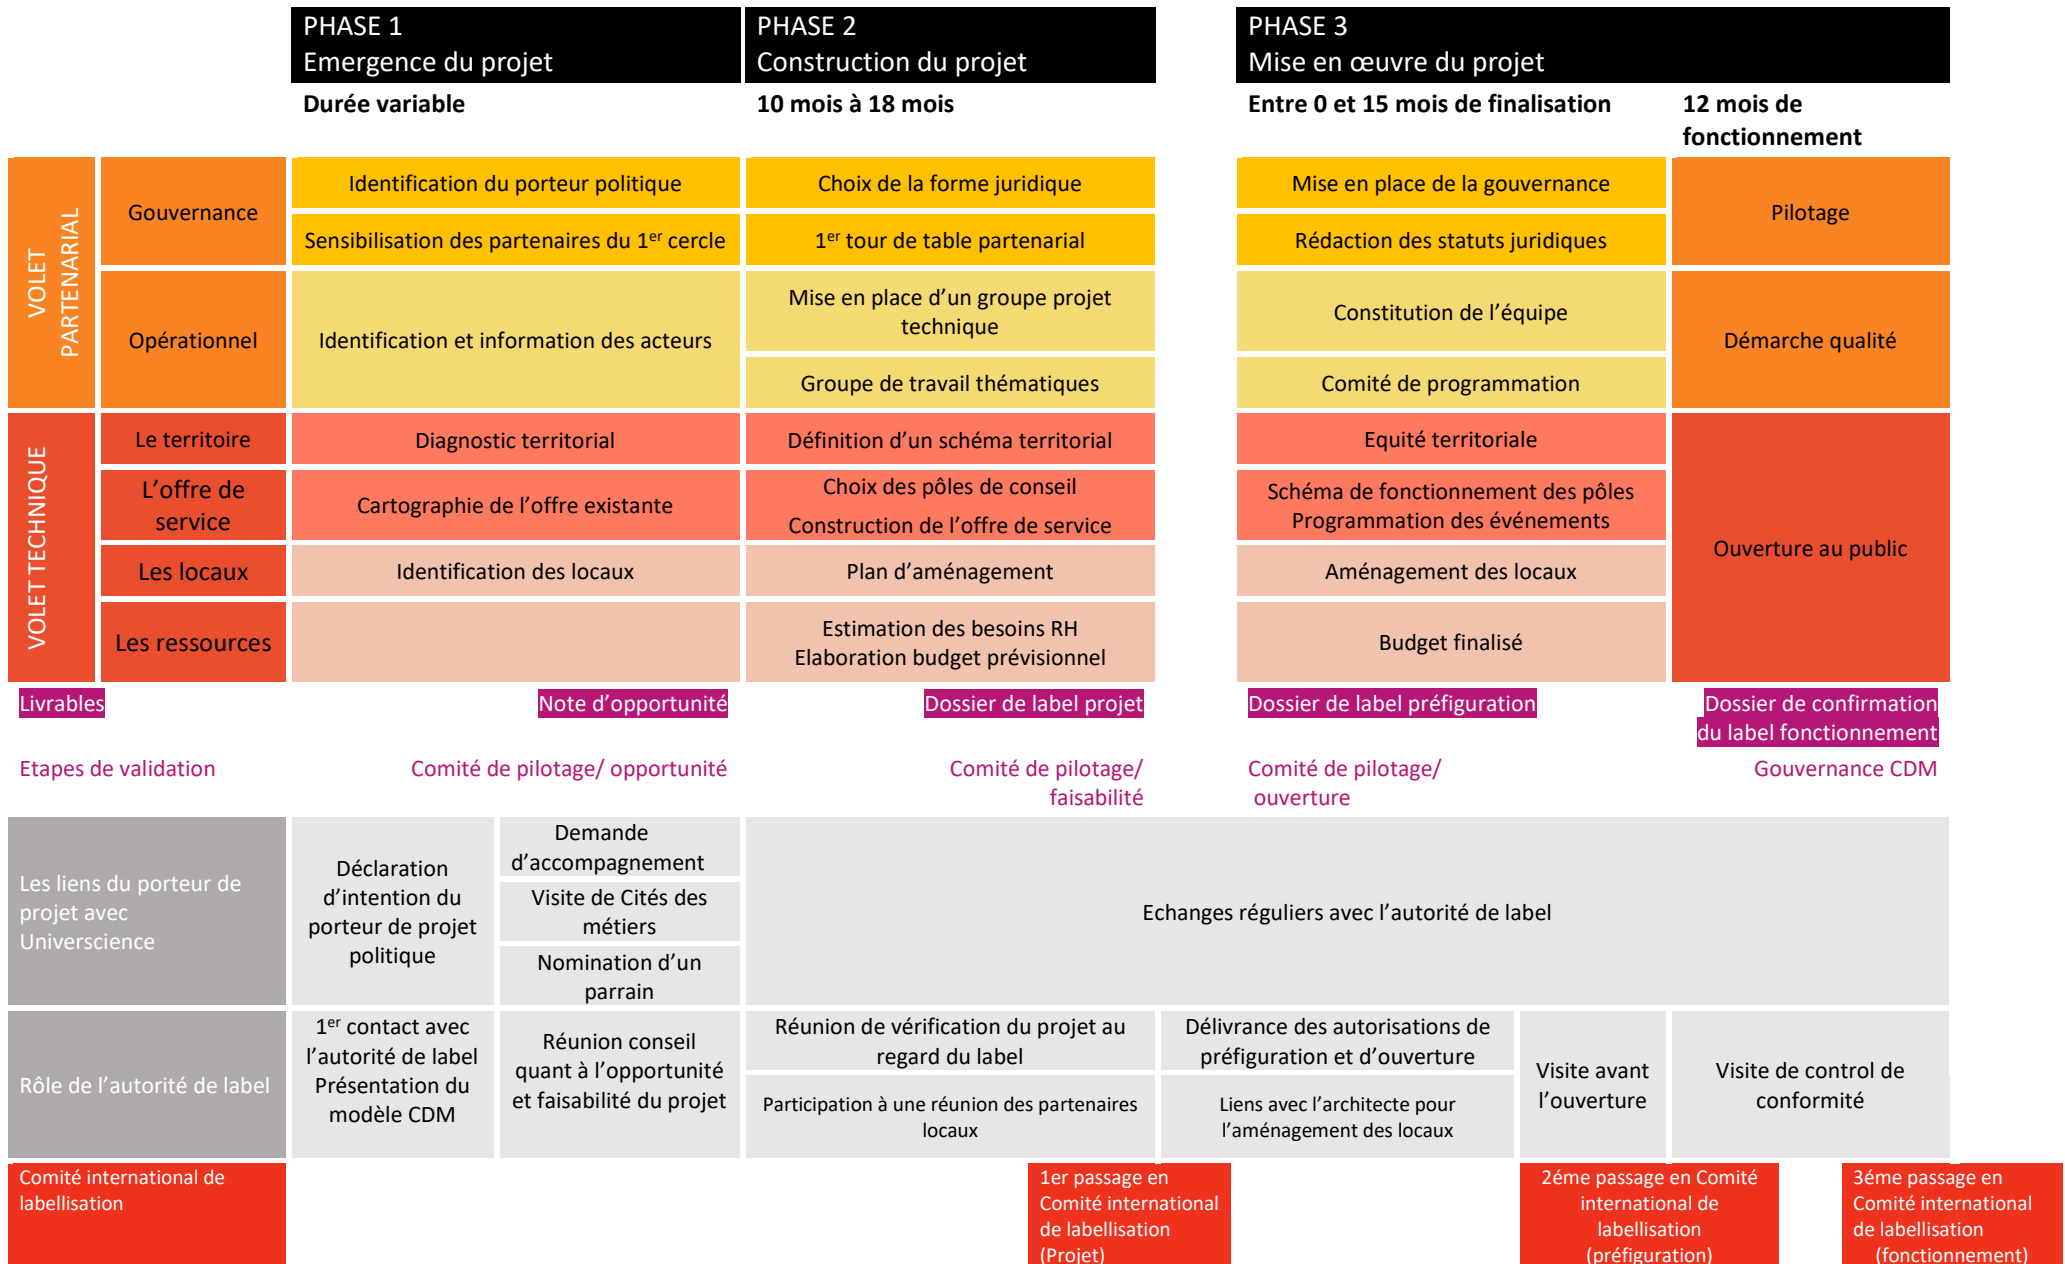 PHASE 1
Emergence du projet
PHASE 2
Construction du projet
PHASE 3
Mise en œuvre du projet
Durée variable
10 mois à 18 mois
Entre 0 et 15 mois de finalisation
12 mois de
fonctionnement
VOLET
PARTENARIAL
Gouvernance
Identification du porteur politique
Choix de la forme juridique
Mise en place de la gouvernance
Pilotage
Sensibilisation des partenaires du 1er cercle
1er tour de table partenarial
Rédaction des statuts juridiques
Opérationnel
Identification et information des acteurs
Mise en place d’un groupe projet
technique
Constitution de l’équipe
Démarche qualité
Groupe de travail thématiques
Comité de programmation
VOLET TECHNIQUE
Le territoire
Diagnostic territorial
Définition d’un schéma territorial
Equité territoriale
Ouverture au public
L’offre de
service
Cartographie de l’offre existante
Choix des pôles de conseil
Construction de l’offre de service
Schéma de fonctionnement des pôles
Programmation des événements
Les locaux
Identification des locaux
Plan d’aménagement
Aménagement des locaux
Les ressources
Estimation des besoins RH
Elaboration budget prévisionnel
Budget finalisé
Livrables
Note d’opportunité
Dossier de label projet
Dossier de label préfiguration
Dossier de confirmation
du label fonctionnement
Etapes de validation
Comité de pilotage/ opportunité
Comité de pilotage/
faisabilité
Comité de pilotage/
ouverture
Gouvernance CDM
Les liens du porteur de
projet avec
Universcience
Déclaration
d’intention du
porteur de projet
politique
Demande
d’accompagnement
Visite de Cités des
métiers
Nomination d’un
parrain
Echanges réguliers avec l’autorité de label
Rôle de l’autorité de label
1er contact avec
l’autorité de label
Présentation du
modèle CDM
Réunion conseil
quant à l’opportunité
et faisabilité du projet
Réunion de vérification du projet au
regard du label
Participation à une réunion des partenaires
locaux
Délivrance des autorisations de
préfiguration et d’ouverture
Liens avec l’architecte pour
l’aménagement des locaux
Visite avant
l’ouverture
Visite de control de
conformité
Comité international de
labellisation
1er passage en
Comité international
de labellisation
(Projet)
2éme passage en Comité
international de
labellisation
(préfiguration)
3éme passage en
Comité international
de labellisation
(fonctionnement)